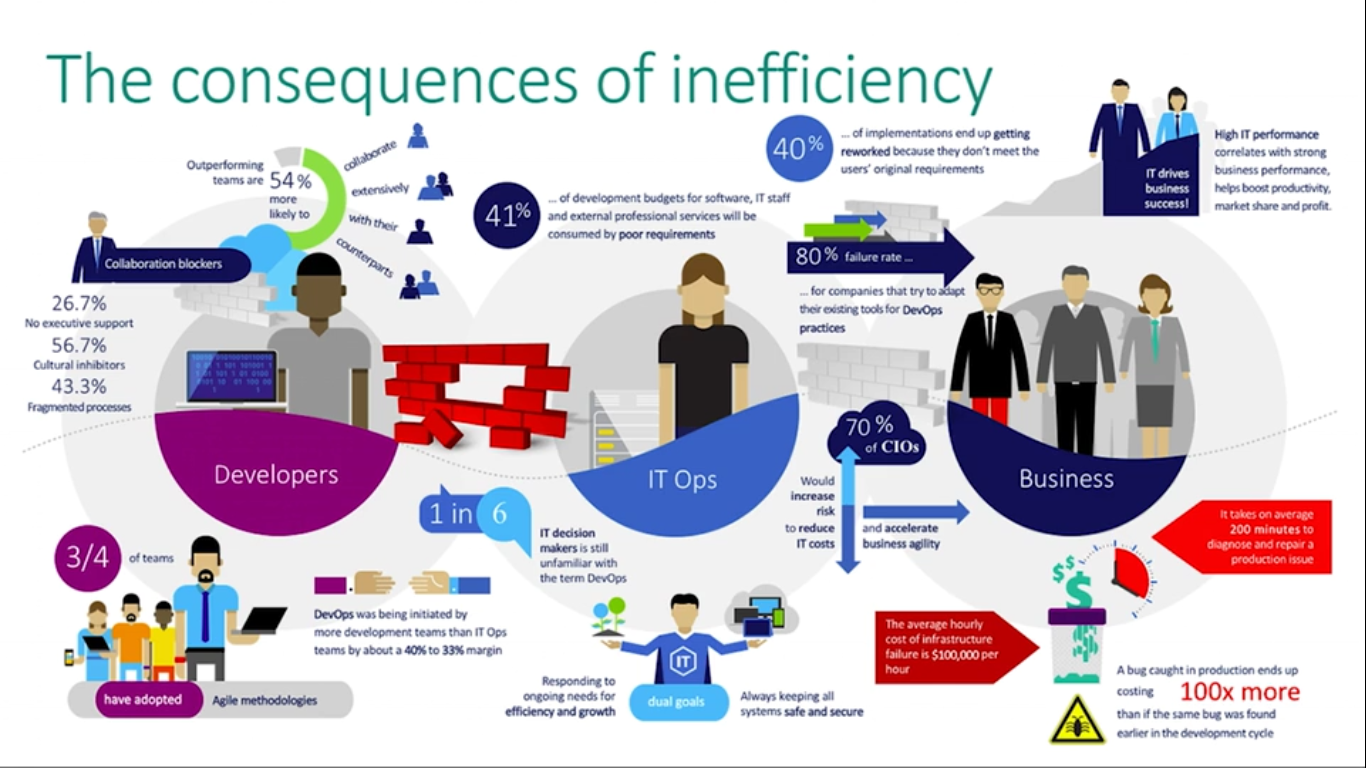 The consequences of inefficiency
Outperforming
teams are
54%
more
likely to
collaborate
extensively
with their
counterparts
Collaboration blockers
26.7%
No executive support
56.7%
Cultural inhibitors
43.3%
Fragmented processes
41%
... of development budgets for software, IT staff
and external professional services will be
consumed by poor requirements
40%
... of implementations end up getting
reworked because they don't meet the
users' original requirements
IT drives
business
success!
High IT performance
correlates with strong
business performance,
helps boost productivity,
market share and profit.
80% failure rate ...
... for companies that try to adapt
their existing tools for DevOps
practices
Developers
IT Ops
Business
70%
of CIOs
Would
increase
risk
to reduce
IT costs
and accelerate
business agility
3/4
of teams
have adopted
Agile methodologies
1 in 6
IT decision
makers is still
unfamiliar with
the term DevOps
DevOps was being initiated by
more development teams than IT Ops
teams by about a 40% to 33% margin
IT
Responding to
ongoing needs for
efficiency and growth
dual goals
Always keeping all
systems safe and secure
It takes on average
200 minutes to
diagnose and repair a
production issue
The average hourly
cost of infrastructure
failure is $100,000 per
hour
A bug caught in production ends up
costing 100x more
than if the same bug was found
earlier in the development cycle